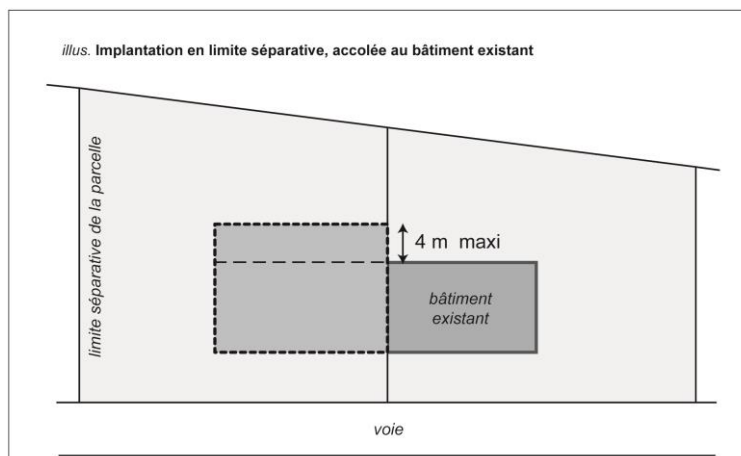 illus. Implantation en limite séparative, accolée au bâtiment existant
limite séparative de la parcelle
4 m maxi
bâtiment
existant
voie